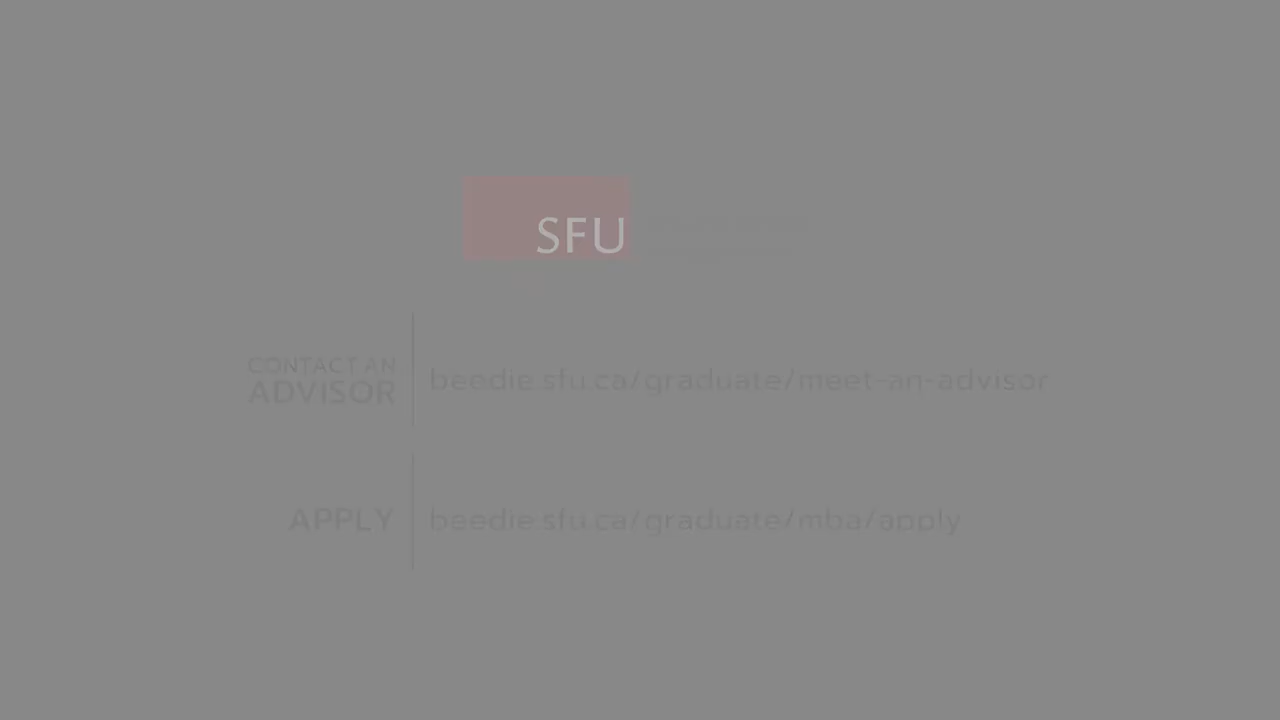 SFU
CONTACT AN
ADVISOR
beedie.sfu.ca/graduate/meet-an-advisor
APPLY
beedie.sfu.ca/graduate/mba/apply